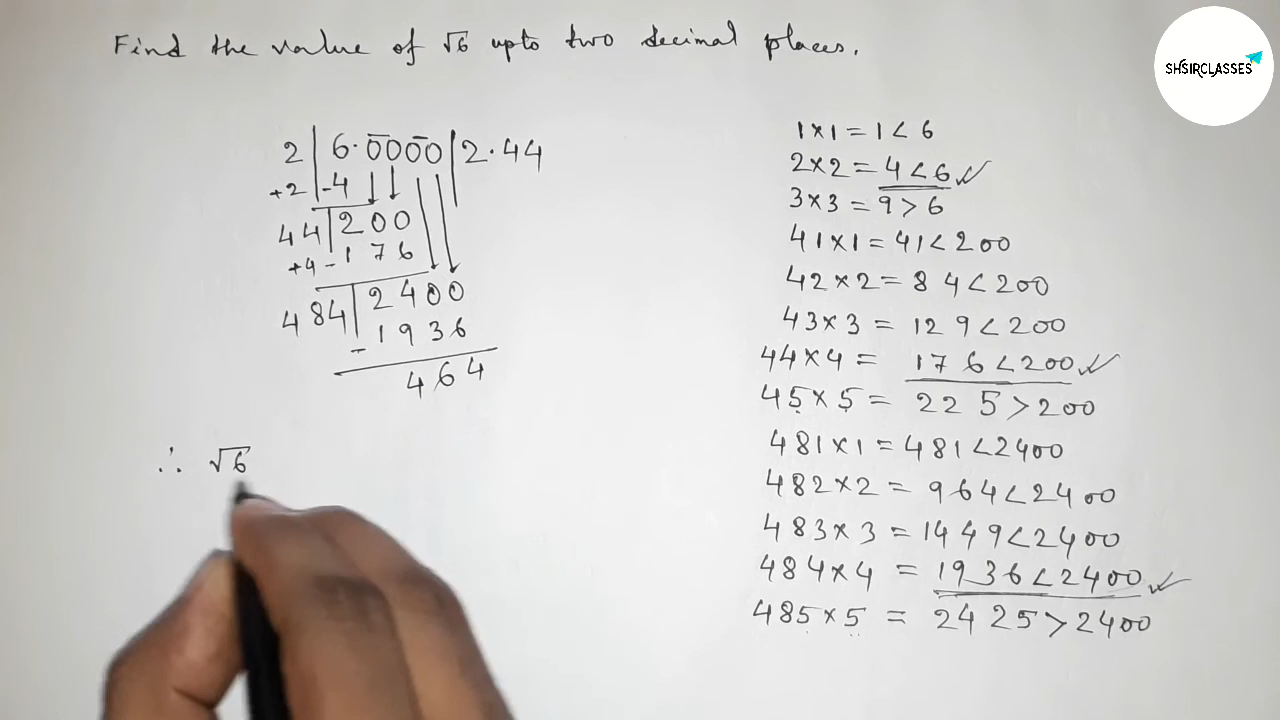 Find the value of √6 upto two decimal places.
SHSIRCLASSES
2 | 6.0000 | 2.44
+2 | -4
44 | 200
+4 - 176
484 | 2400
- 1936
464
∴ √6
1×1 = 1 < 6
2×2 = 4 < 6 ✓
3×3 = 9 > 6
41×1 = 41 < 200
42×2 = 84 < 200
43×3 = 129 < 200
44×4 = 176 < 200 ✓
45×5 = 225 > 200
481×1 = 481 < 2400
482×2 = 964 < 2400
483×3 = 1449 < 2400
484×4 = 1936 < 2400 ✓
485×5 = 2425 > 2400